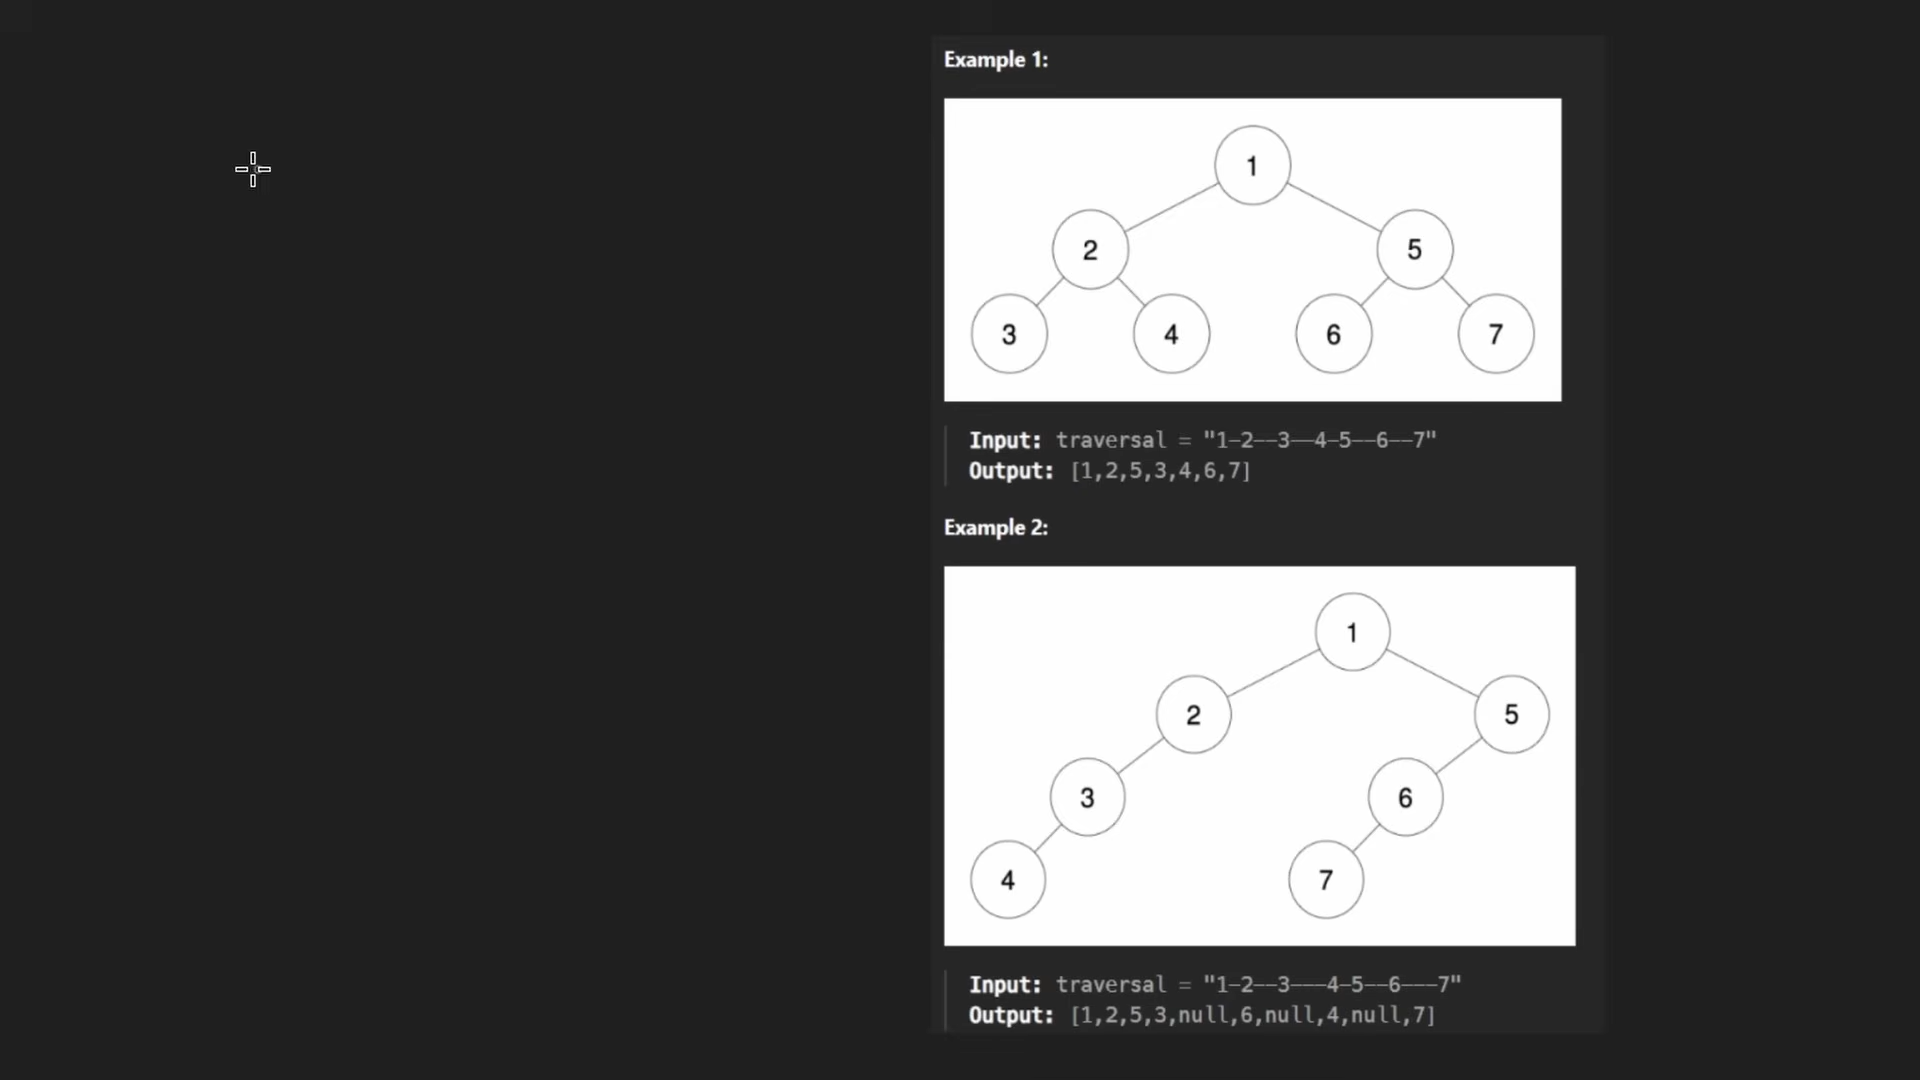 Example 1:
1
2 5
3 4 6 7
Input: traversal = "1-2--3--4-5--6--7"
Output: [1,2,5,3,4,6,7]
Example 2:
1
2 5
3 6
4 7
Input: traversal = "1-2--3---4-5--6---7"
Output: [1,2,5,3,null,6,null,4,null,7]